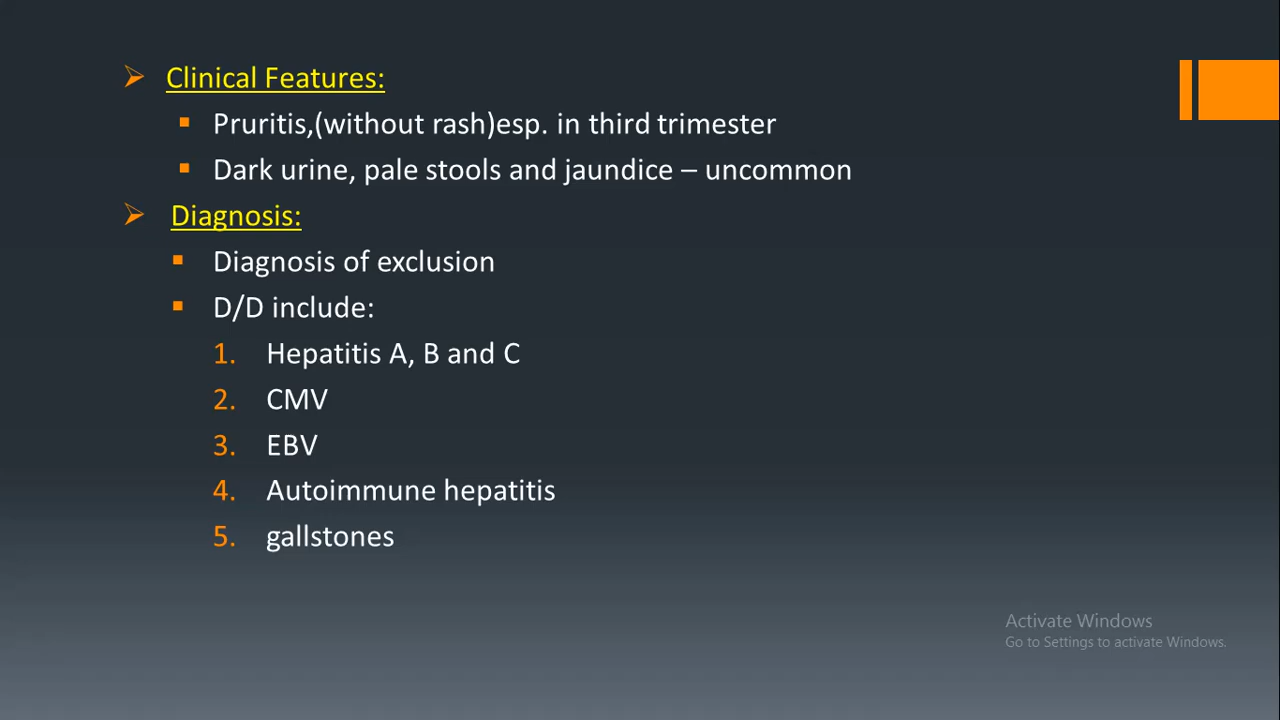 Clinical Features:
Pruritis,(without rash)esp. in third trimester
Dark urine, pale stools and jaundice – uncommon
Diagnosis:
Diagnosis of exclusion
D/D include:
1. Hepatitis A, B and C
2. CMV
3. EBV
4. Autoimmune hepatitis
5. gallstones
Activate Windows
Go to Settings to activate Windows.